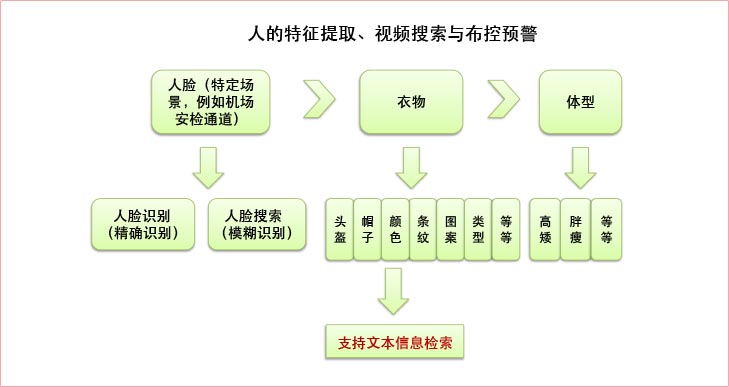 人的特征提取、视频搜索与布控预警
人脸（特定场
景，例如机场
安检通道）
衣物
体型
人脸识别
（精确识别）
人脸搜索
（模糊识别）
头盔
帽子
颜色
条纹
图案
类型
等等
高矮
胖瘦
等等
支持文本信息检索